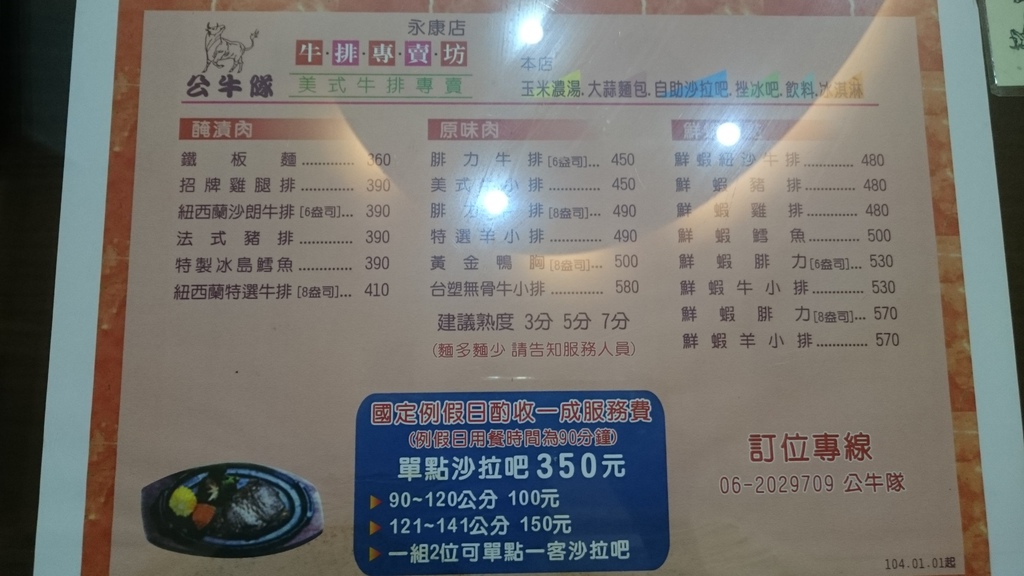 永康店
牛·排·專·賣·坊
公牛隊
美式牛排專賣
本店
玉米濃湯.大蒜麵包.自助沙拉吧.挫冰吧.飲料.冰淇淋
醃漬肉
鐵板麵............ 360
招牌雞腿排............ 390
紐西蘭沙朗牛排[6盎司]... 390
法式豬排............ 390
特製冰島鱈魚............ 390
紐西蘭特選牛排[8盎司]... 410
原味肉
腓力牛排[6盎司]... 450
美式 小排............ 450
腓 排[8盎司]... 490
特選羊小排............ 490
黃金鴨胸[8盎司]... 500
台塑無骨牛小排............ 580
建議熟度 3分 5分 7分
(麵多麵少 請告知服務人員)
鮮蝦
鮮蝦紐沙牛排............ 480
鮮蝦豬排............ 480
鮮蝦雞排............ 480
鮮蝦鱈魚............ 500
鮮蝦腓力[6盎司]... 530
鮮蝦牛小排............ 530
鮮蝦腓力[8盎司]... 570
鮮蝦羊小排............ 570
國定例假日酌收一成服務費
(例假日用餐時間為90分鐘)
單點沙拉吧350元
90~120公分 100元
121~141公分 150元
一組2位可單點一客沙拉吧
訂位專線
06-2029709 公牛隊
104.01.01起